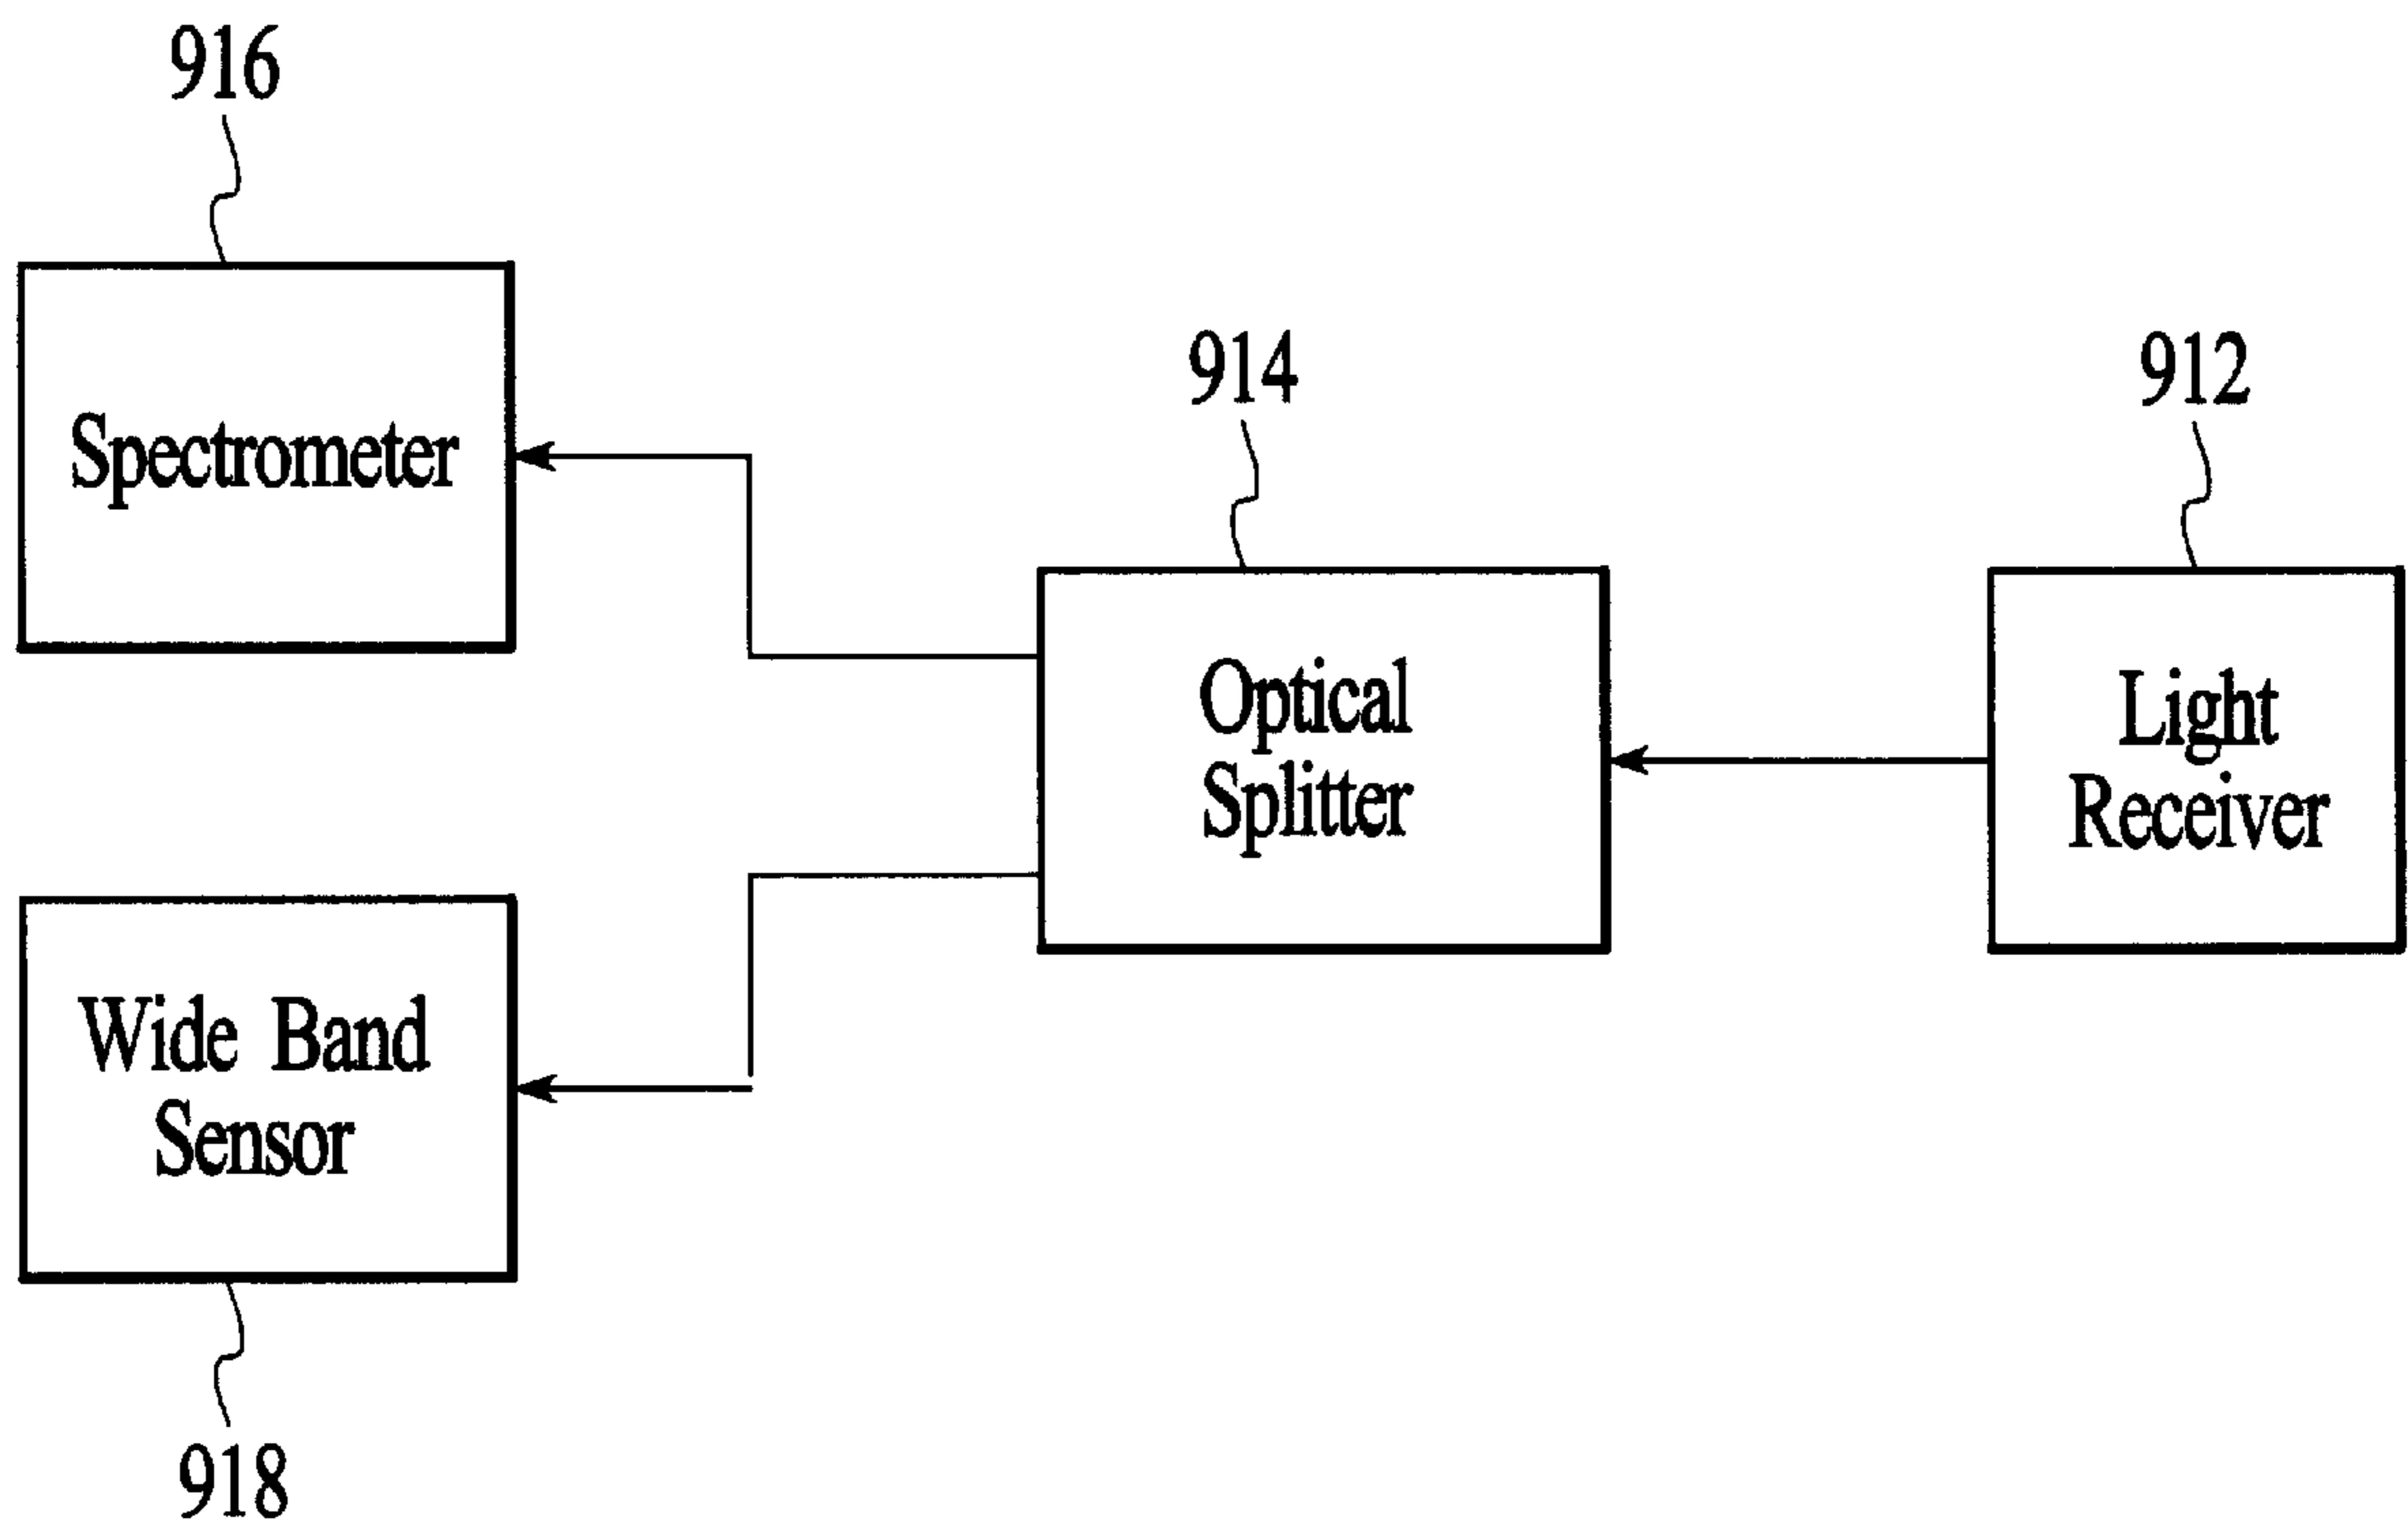 916
Spectrometer
914
Optical
Splitter
912
Light
Receiver
Wide Band
Sensor
918